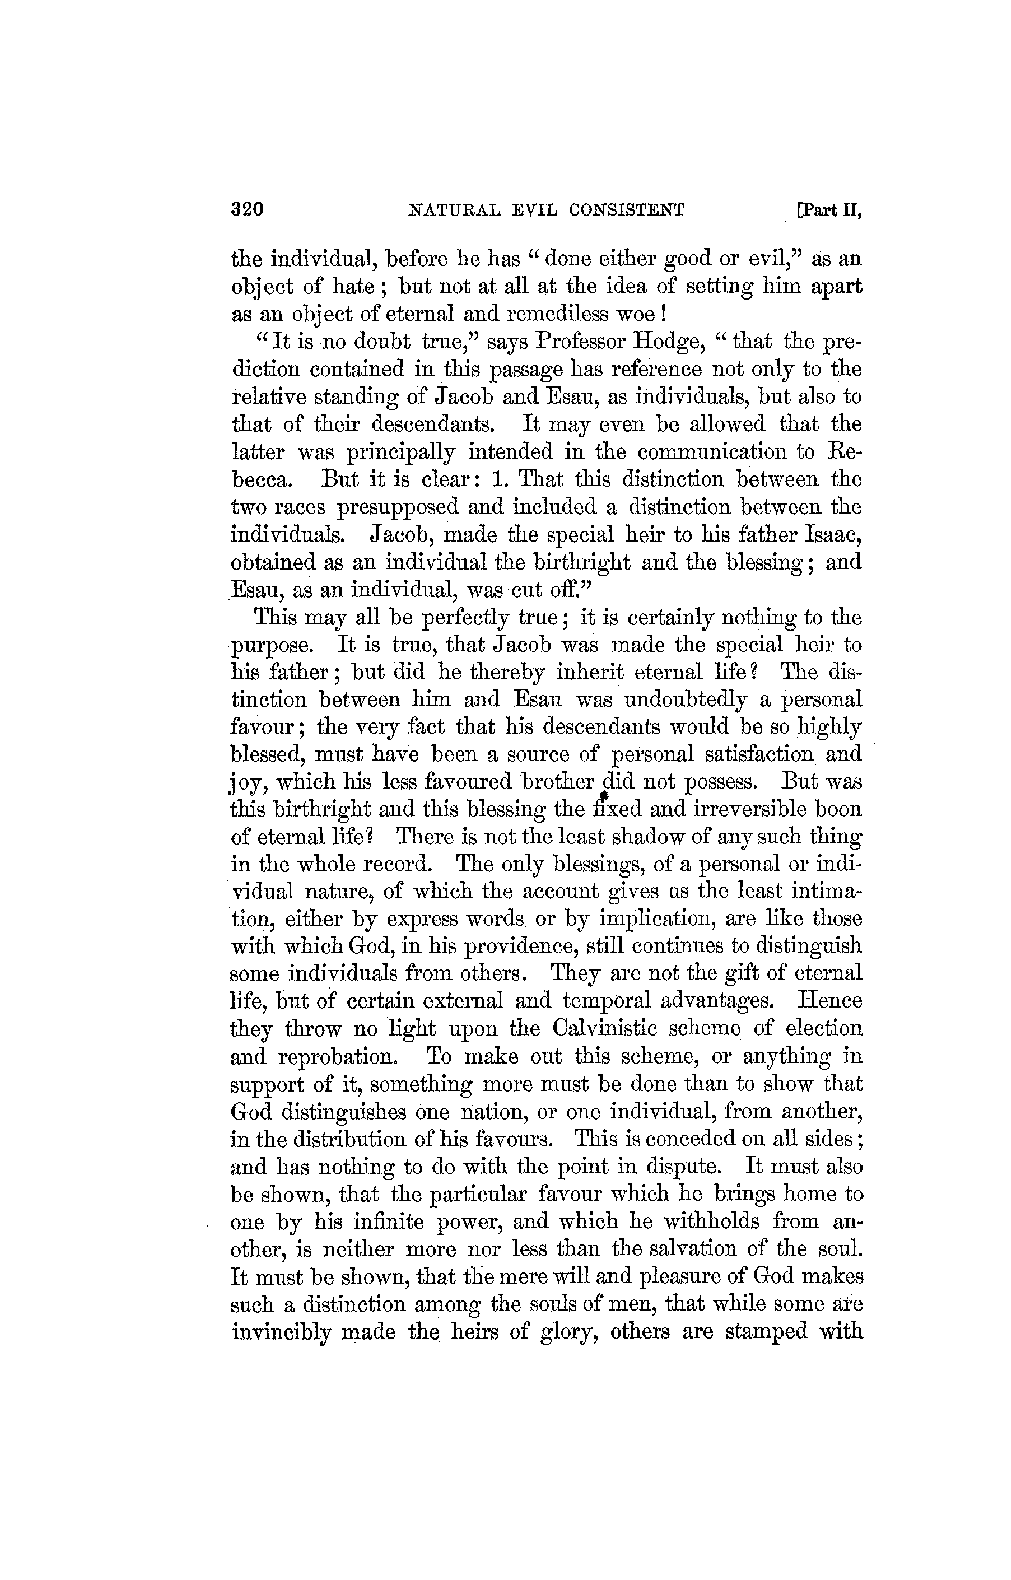 320 NATURAL EVIL CONSISTENT [Part II,
the individual, before he has “ done either good or evil,” as an
object of hate ; but not at all at the idea of setting him apart
as an object of eternal and remediless woe !
“ It is no doubt true,” says Professor Hodge, “ that the pre-
diction contained in this passage has reference not only to the
relative standing of Jacob and Esau, as individuals, but also to
that of their descendants. It may even be allowed that the
latter was principally intended in the communication to Re-
becca. But it is clear: 1. That this distinction between the
two races presupposed and included a distinction between the
individuals. Jacob, made the special heir to his father Isaac,
obtained as an individual the birthright and the blessing ; and
Esau, as an individual, was cut off.”
This may all be perfectly true ; it is certainly nothing to the
purpose. It is true, that Jacob was made the special heir to
his father ; but did he thereby inherit eternal life? The dis-
tinction between him and Esau was undoubtedly a personal
favour ; the very fact that his descendants would be so highly
blessed, must have been a source of personal satisfaction and
joy, which his less favoured brother did not possess. But was
this birthright and this blessing the fixed and irreversible boon
of eternal life? There is not the least shadow of any such thing
in the whole record. The only blessings, of a personal or indi-
vidual nature, of which the account gives us the least intima-
tion, either by express words or by implication, are like those
with which God, in his providence, still continues to distinguish
some individuals from others. They are not the gift of eternal
life, but of certain external and temporal advantages. Hence
they throw no light upon the Calvinistic scheme of election
and reprobation. To make out this scheme, or anything in
support of it, something more must be done than to show that
God distinguishes one nation, or one individual, from another,
in the distribution of his favours. This is conceded on all sides ;
and has nothing to do with the point in dispute. It must also
be shown, that the particular favour which he brings home to
one by his infinite power, and which he withholds from an-
other, is neither more nor less than the salvation of the soul.
It must be shown, that the mere will and pleasure of God makes
such a distinction among the souls of men, that while some are
invincibly made the heirs of glory, others are stamped with